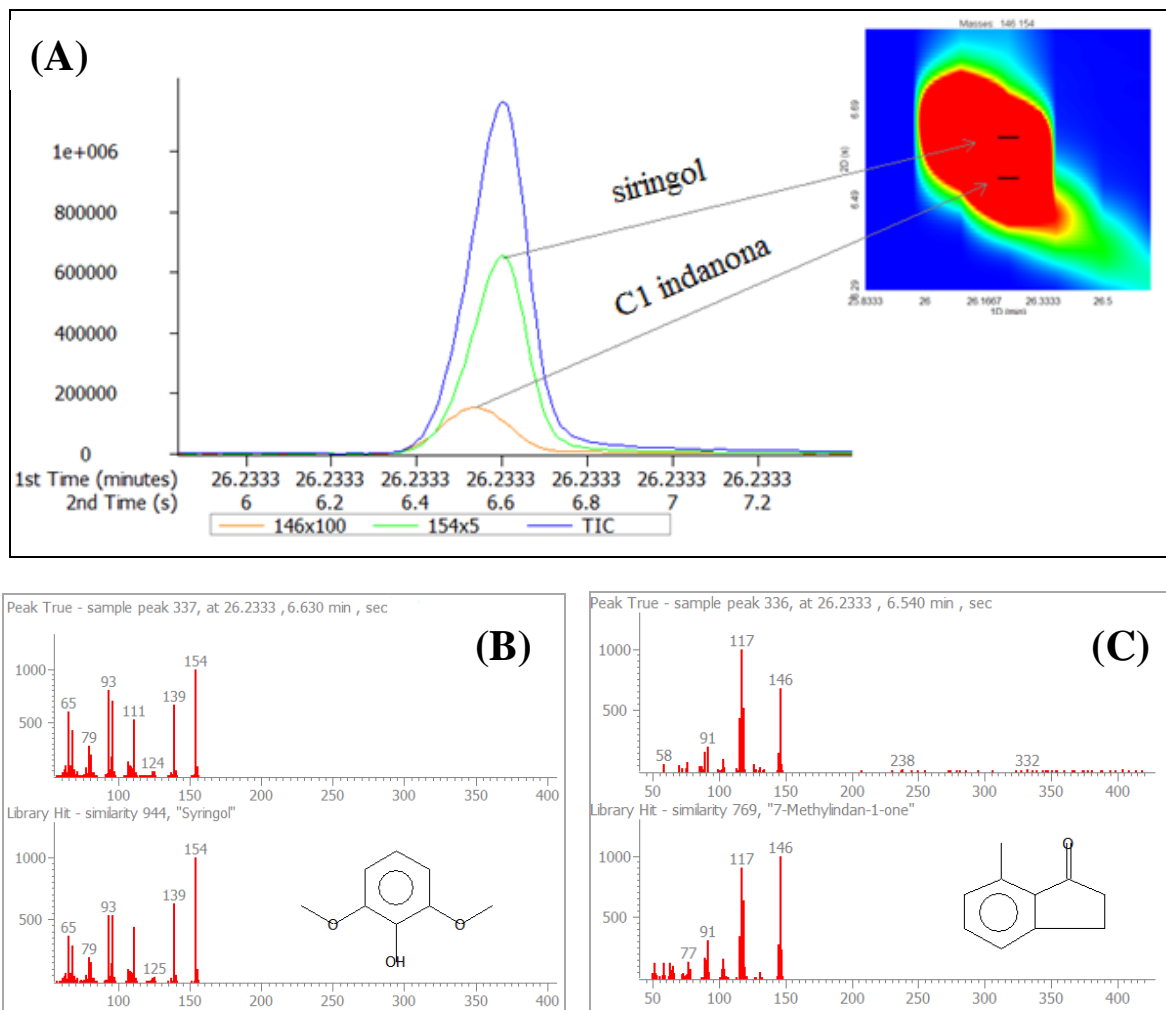 (A)
1e+006
800000
600000
400000
200000
0
1st Time (minutes) 26.2333 26.2333 26.2333 26.2333 26.2333 26.2333 26.2333
2nd Time (s) 6 6.2 6.4 6.6 6.8 7 7.2
146x100 154x5 TIC
siringol
C1 indanona
Masses: 146 154
6.69
2D (s)
6.49
25.8333 26 26.1667 26.3333 26.5
1D (min)
Peak True - sample peak 337, at 26.2333 , 6.630 min , sec
(B)
1000
500
65 79 93 111 124 139 154
100 150 200 250 300 350 400
Library Hit - similarity 944, "Syringol"
1000
500
65 79 93 125 139 154
O O
OH
100 150 200 250 300 350 400
Peak True - sample peak 336, at 26.2333 , 6.540 min , sec
(C)
1000
500
58 91 117 146 238 332
50 100 150 200 250 300 350 400
Library Hit - similarity 769, "7-Methylindan-1-one"
1000
500
77 91 117 146
O
50 100 150 200 250 300 350 400